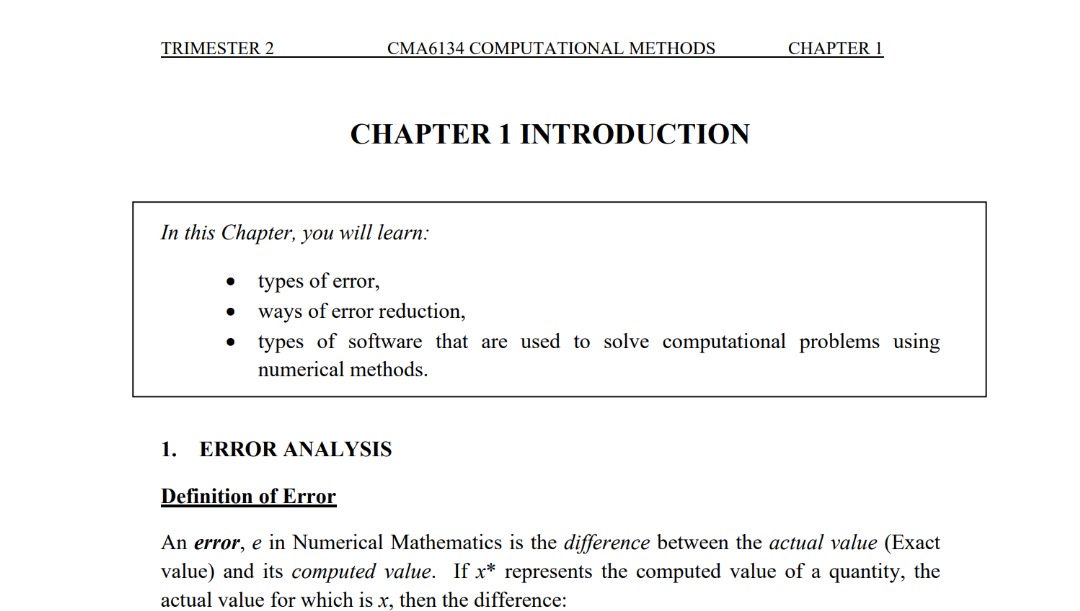 TRIMESTER 2 CMA6134 COMPUTATIONAL METHODS CHAPTER 1
CHAPTER 1 INTRODUCTION
In this Chapter, you will learn:
• types of error,
• ways of error reduction,
• types of software that are used to solve computational problems using
numerical methods.
1. ERROR ANALYSIS
Definition of Error
An error, e in Numerical Mathematics is the difference between the actual value (Exact
value) and its computed value. If x* represents the computed value of a quantity, the
actual value for which is x, then the difference: